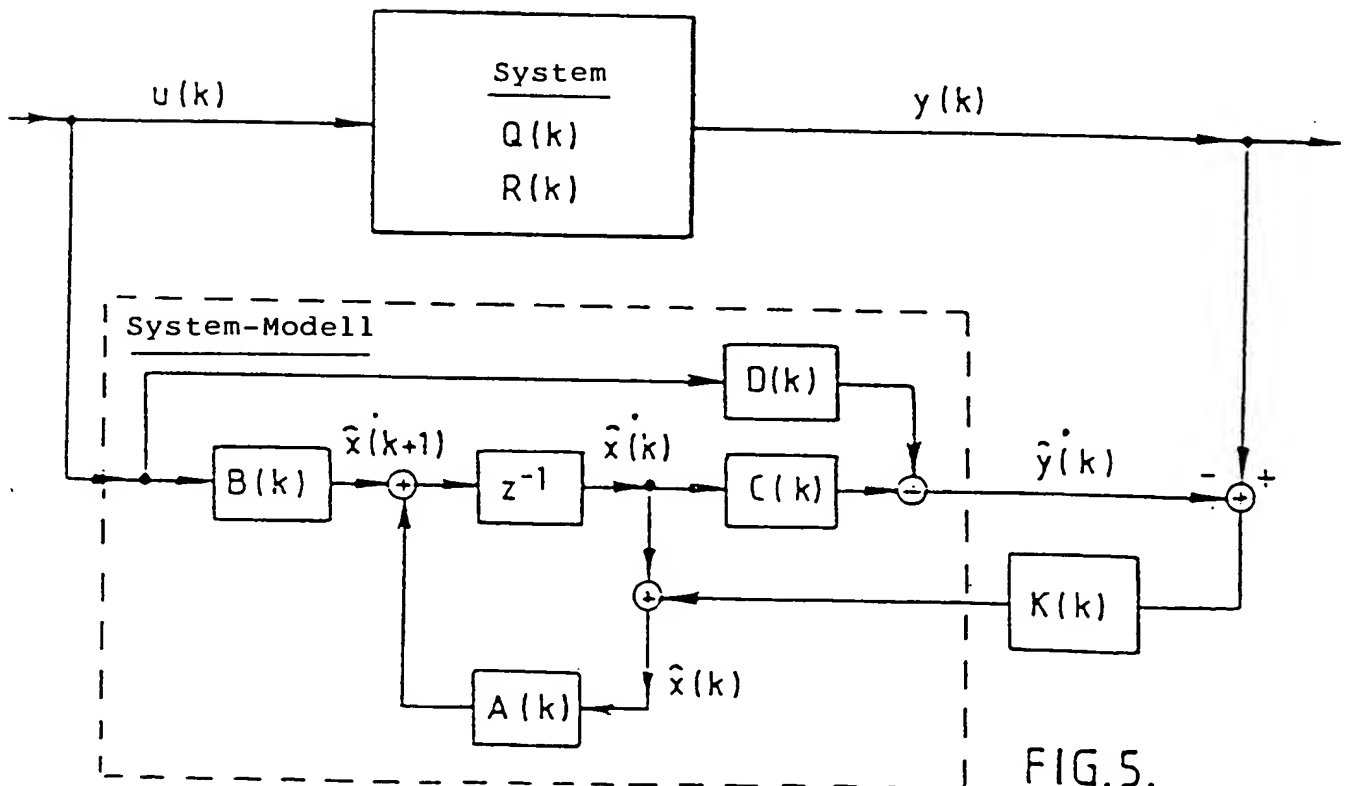 System
u(k)
y(k)
Q(k)
R(k)
System-Modell
D(k)
x̂̇(k+1)
x̂̇(k)
ŷ̇(k)
- +
B(k)
+
z⁻¹
C(k)
+
+
+
K(k)
A(k)
x̂(k)
FIG.5.